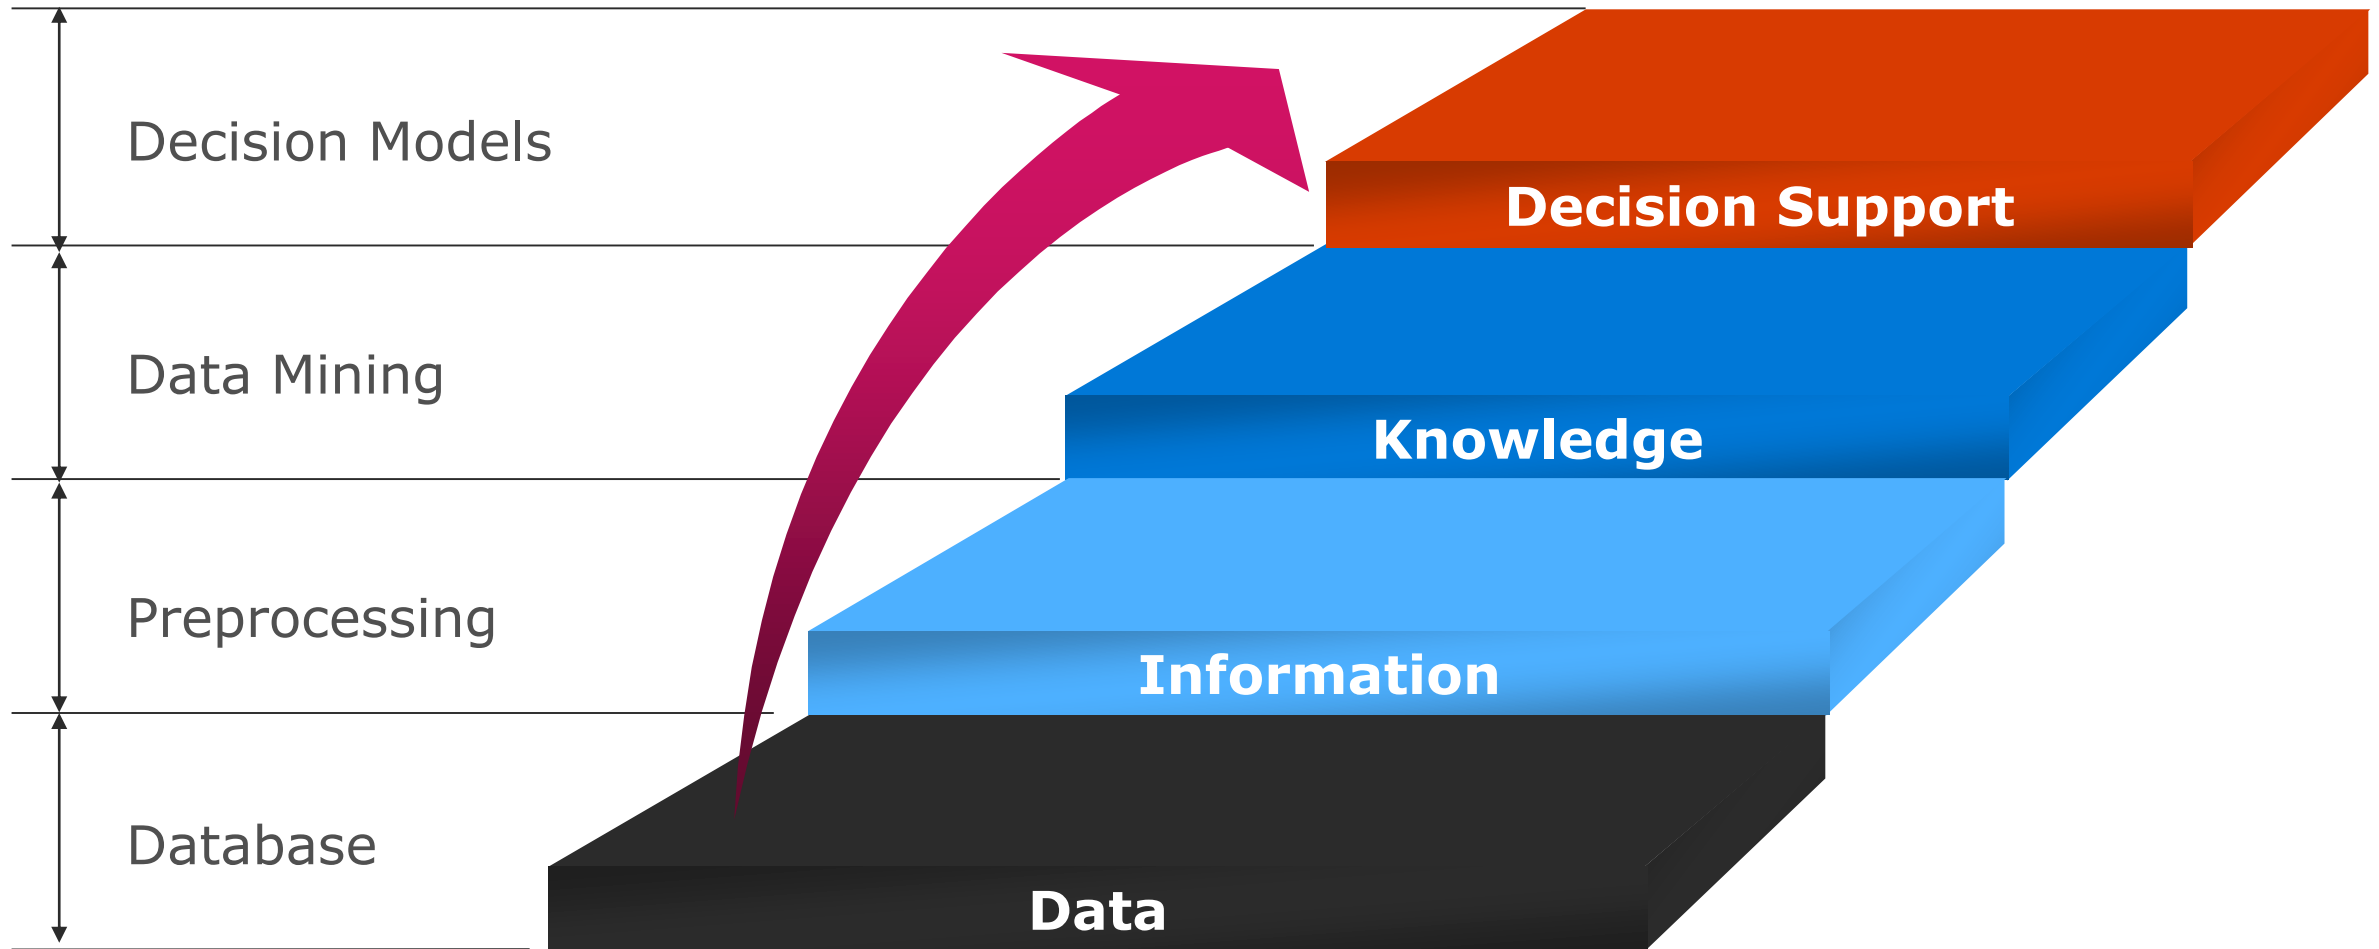 Decision Models
Decision Support
Data Mining
Knowledge
Preprocessing
Information
Database
Data